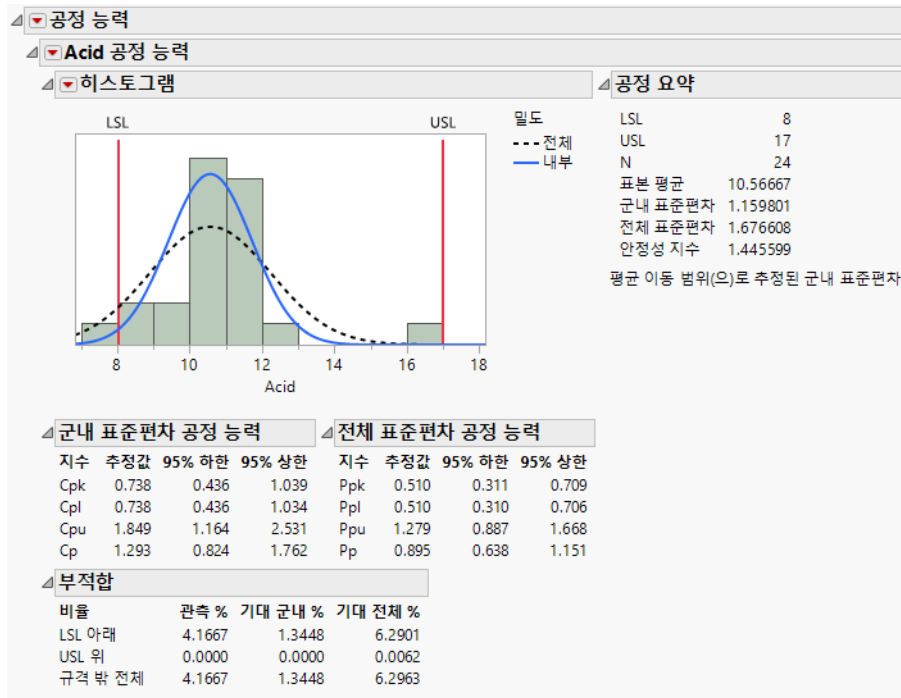 공정 능력
Acid 공정 능력
히스토그램
LSL USL
밀도
전체
내부
8 10 12 14 16 18
Acid
공정 요약
LSL 8
USL 17
N 24
표본 평균 10.56667
군내 표준편차 1.159801
전체 표준편차 1.676608
안정성 지수 1.445599
평균 이동 범위(으)로 추정된 군내 표준편차
군내 표준편차 공정 능력
지수 추정값 95% 하한 95% 상한
Cpk 0.738 0.436 1.039
Cpl 0.738 0.436 1.034
Cpu 1.849 1.164 2.531
Cp 1.293 0.824 1.762
전체 표준편차 공정 능력
지수 추정값 95% 하한 95% 상한
Ppk 0.510 0.311 0.709
Ppl 0.510 0.310 0.706
Ppu 1.279 0.887 1.668
Pp 0.895 0.638 1.151
부적합
비율 관측 % 기대 군내 % 기대 전체 %
LSL 아래 4.1667 1.3448 6.2901
USL 위 0.0000 0.0000 0.0062
규격 밖 전체 4.1667 1.3448 6.2963